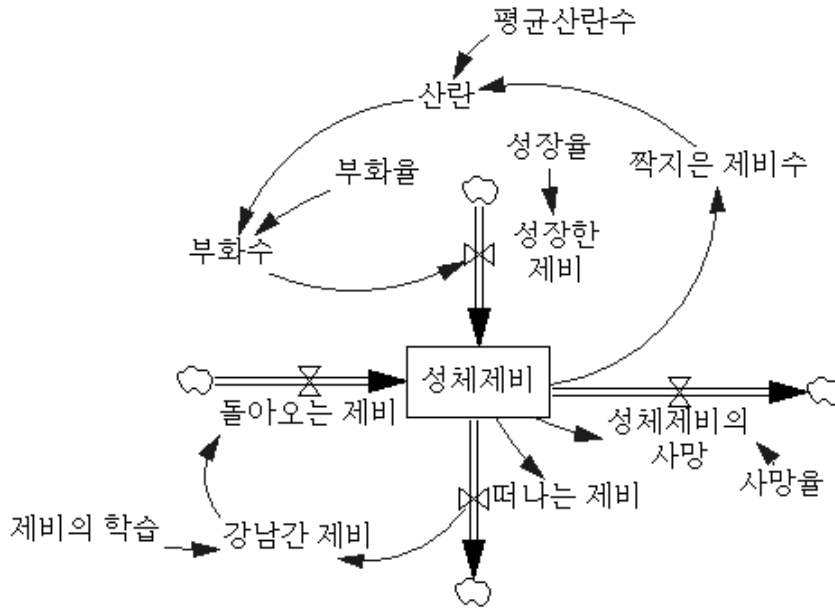 평균산란수
산란
성장율
짝지은 제비수
부화율
성장한
제비
부화수
성체제비
돌아오는 제비
성체제비의
사망
사망율
떠나는 제비
제비의 학습
강남간 제비